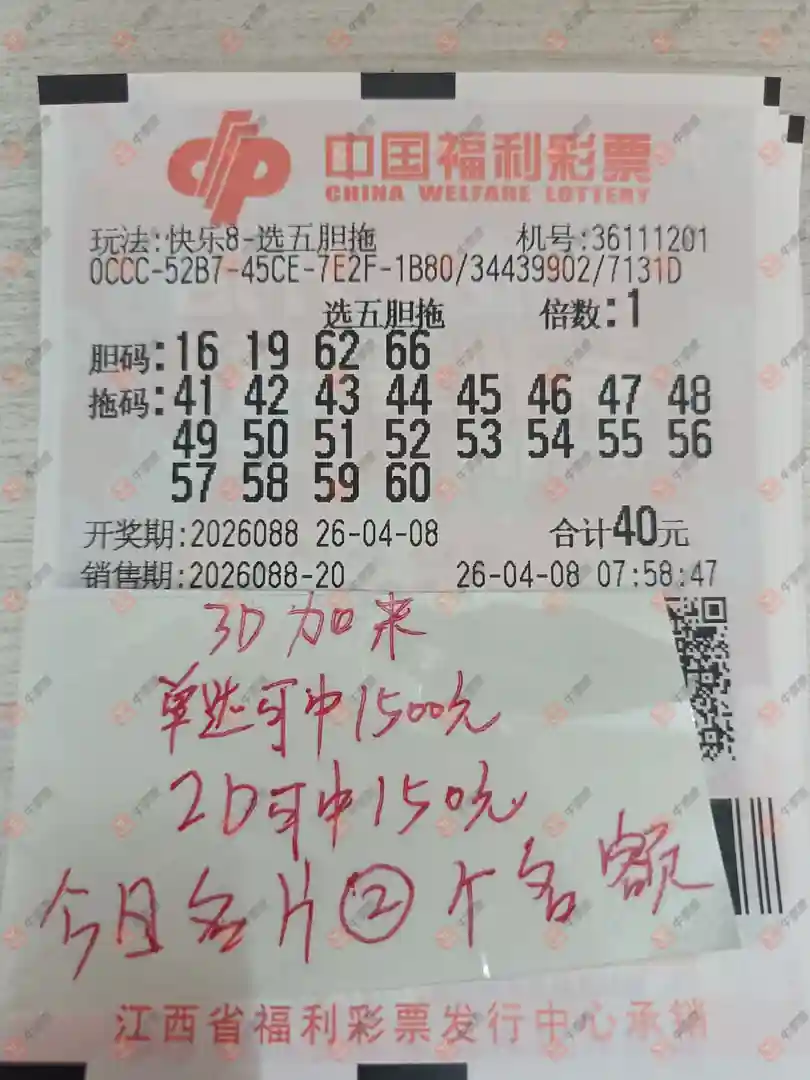 中国福利彩票
CHINA WELFARE LOTTERY
玩法:快乐8-选五胆拖 机号:36111201
0CCC-52B7-45CE-7E2F-1B80/34439902/7131D
选五胆拖 倍数:1
胆码:16 19 62 66
拖码:41 42 43 44 45 46 47 48
49 50 51 52 53 54 55 56
57 58 59 60
开奖期:2026088 26-04-08 合计40元
销售期:2026088-20 26-04-08 07:58:47
3D加来
单选可中1500元
2D可中150元
今日名片②个名额
江西省福利彩票发行中心承销